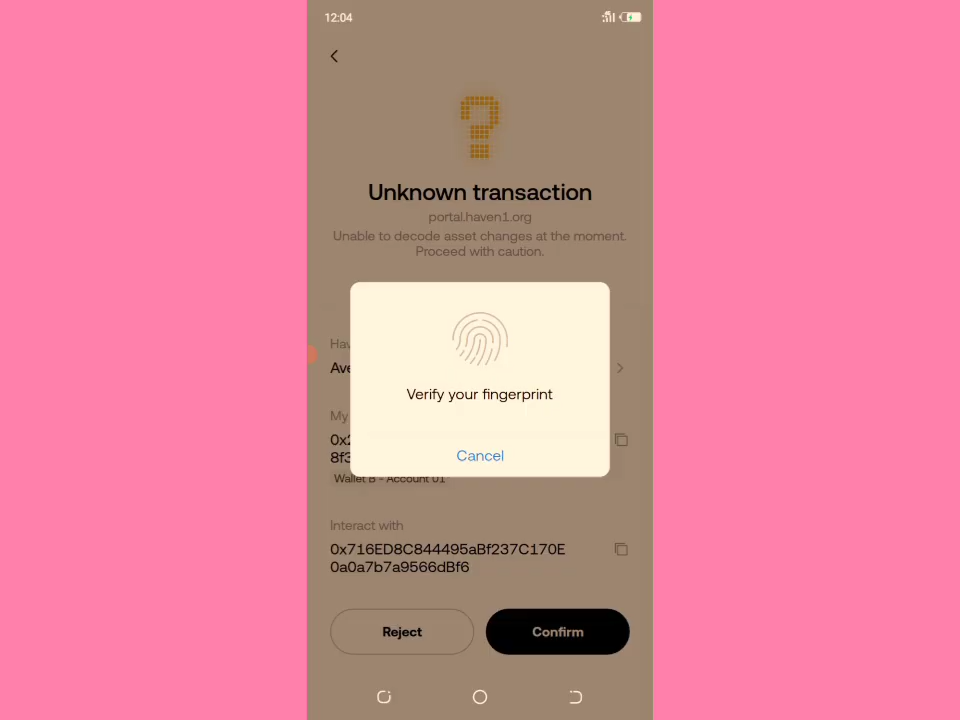 12:04
Unknown transaction
portal.haven1.org
Unable to decode asset changes at the moment.
Proceed with caution.
Verify your fingerprint
Cancel
Wallet B - Account 01
Interact with
0x716ED8C844495aBf237C170E
0a0a7b7a9566dBf6
Reject
Confirm